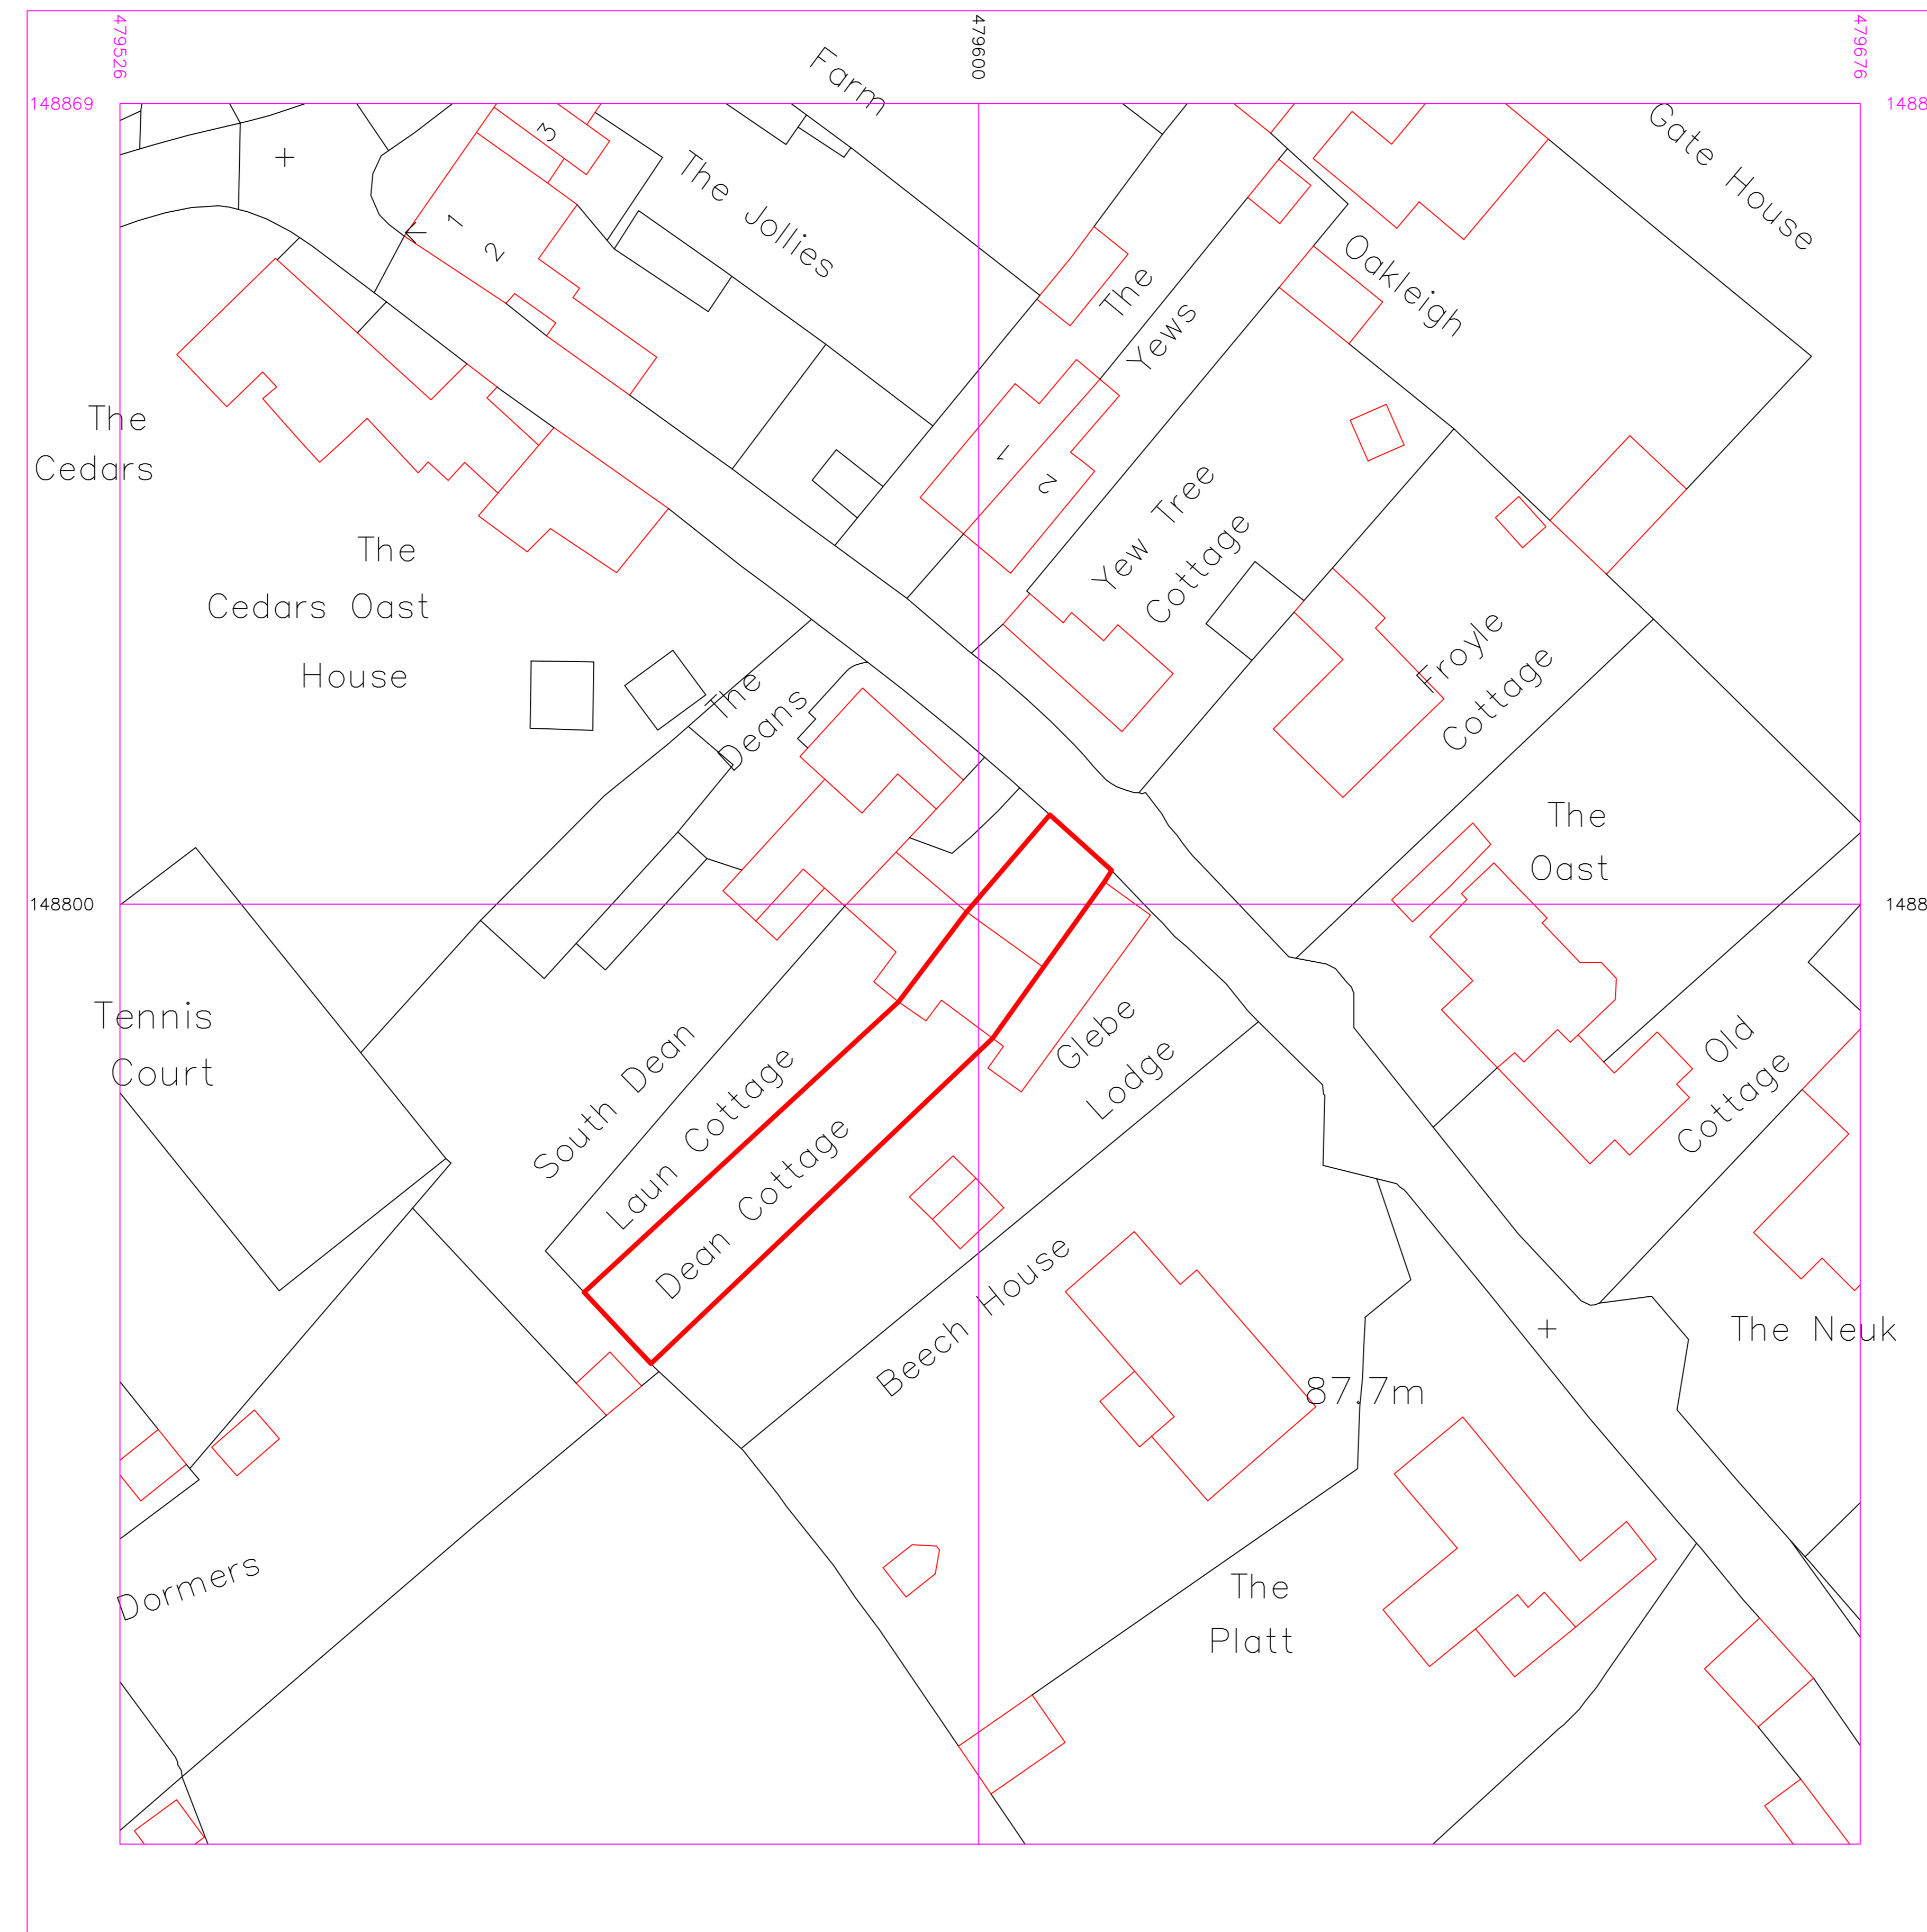 479526
479600
479676
148869
1488
Farm
Gate House
3
The Jollies
1
2
Oakleigh
The
Yews
The
Cedars
1
2
Yew Tree
Cottage
The
Cedars Oast
House
Froyle
Cottage
The
Deans
The
Oast
148800
1488
Tennis
Court
South Dean
Laun Cottage
Dean Cottage
Glebe
Lodge
Old
Cottage
Beech House
The Neuk
87.7m
Dormers
The
Platt